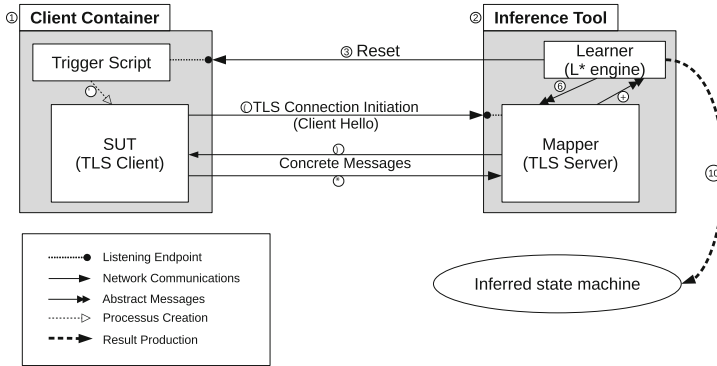 ① Client Container
② Inference Tool
Trigger Script
③ Reset
Learner
(L* engine)
⑥
TLS Connection Initiation
(Client Hello)
SUT
(TLS Client)
Mapper
(TLS Server)
Concrete Messages
⑩
Listening Endpoint
Network Communications
Abstract Messages
Processus Creation
Result Production
Inferred state machine